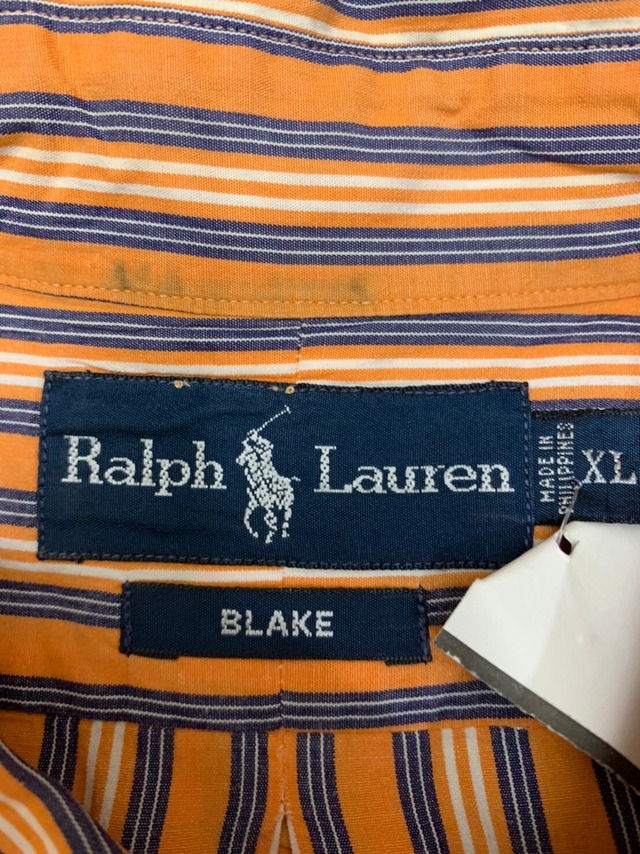 Ralph Lauren
MADE IN
PHILIPPINES
XL
BLAKE